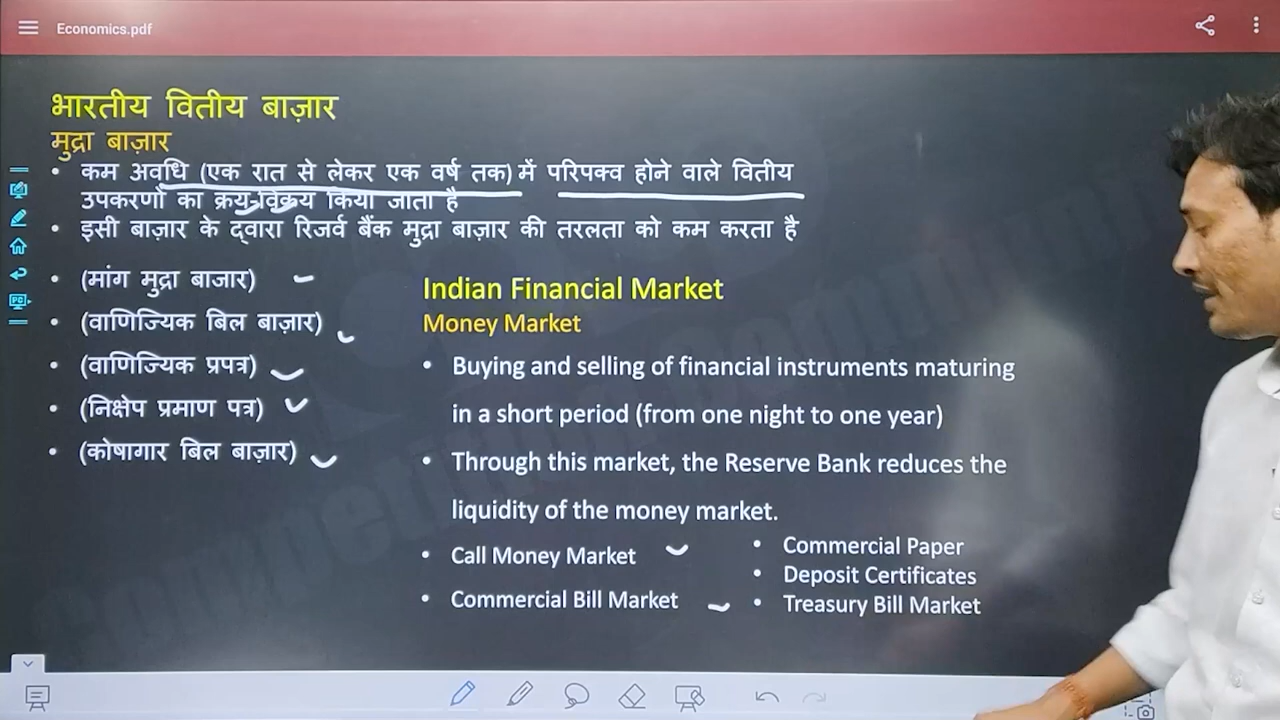 Economics.pdf
भारतीय वितीय बाज़ार
मुद्रा बाज़ार
• कम अवधि (एक रात से लेकर एक वर्ष तक) में परिपक्व होने वाले वितीय
उपकरणों का क्रय-विक्रय किया जाता है
• इसी बाज़ार के द्वारा रिजर्व बैंक मुद्रा बाज़ार की तरलता को कम करता है
• (मांग मुद्रा बाजार)
• (वाणिज्यिक बिल बाज़ार)
• (वाणिज्यिक प्रपत्र)
• (निक्षेप प्रमाण पत्र)
• (कोषागार बिल बाज़ार)
Indian Financial Market
Money Market
• Buying and selling of financial instruments maturing
in a short period (from one night to one year)
• Through this market, the Reserve Bank reduces the
liquidity of the money market.
• Call Money Market
• Commercial Bill Market
• Commercial Paper
• Deposit Certificates
• Treasury Bill Market